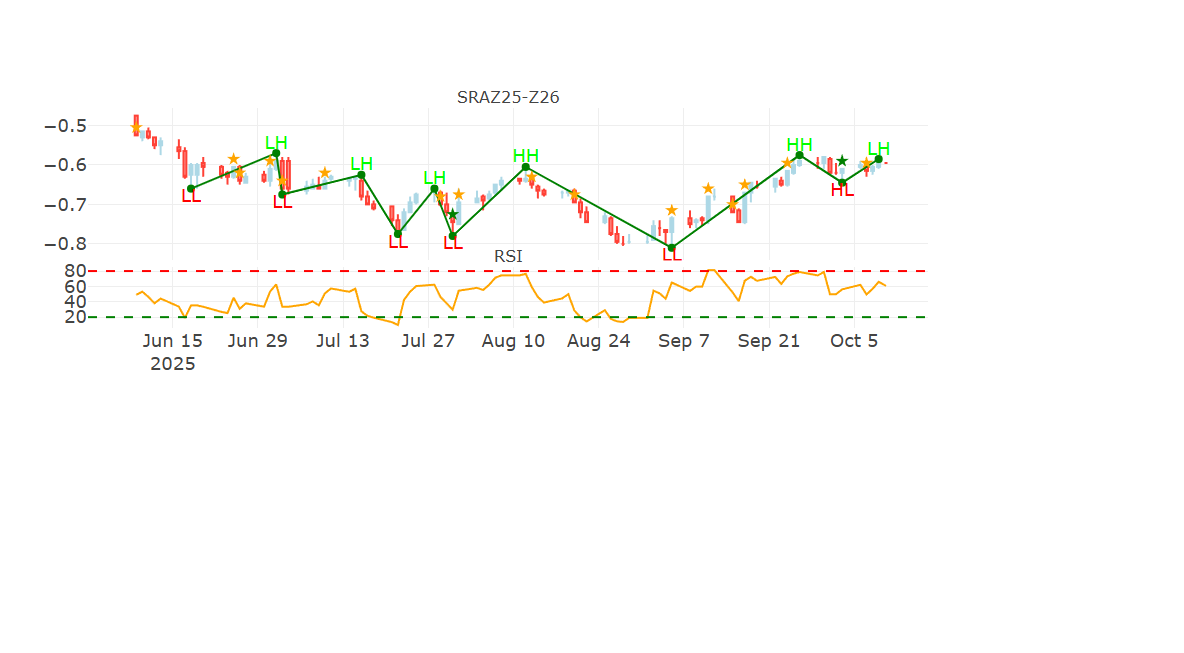 SRAZ25-Z26
−0.5
−0.6
−0.7
−0.8
LL
LH
LL
LH
LL
LH
LL
HH
LL
HH
HL
LH
RSI
80
60
40
20
Jun 15
2025
Jun 29
Jul 13
Jul 27
Aug 10
Aug 24
Sep 7
Sep 21
Oct 5